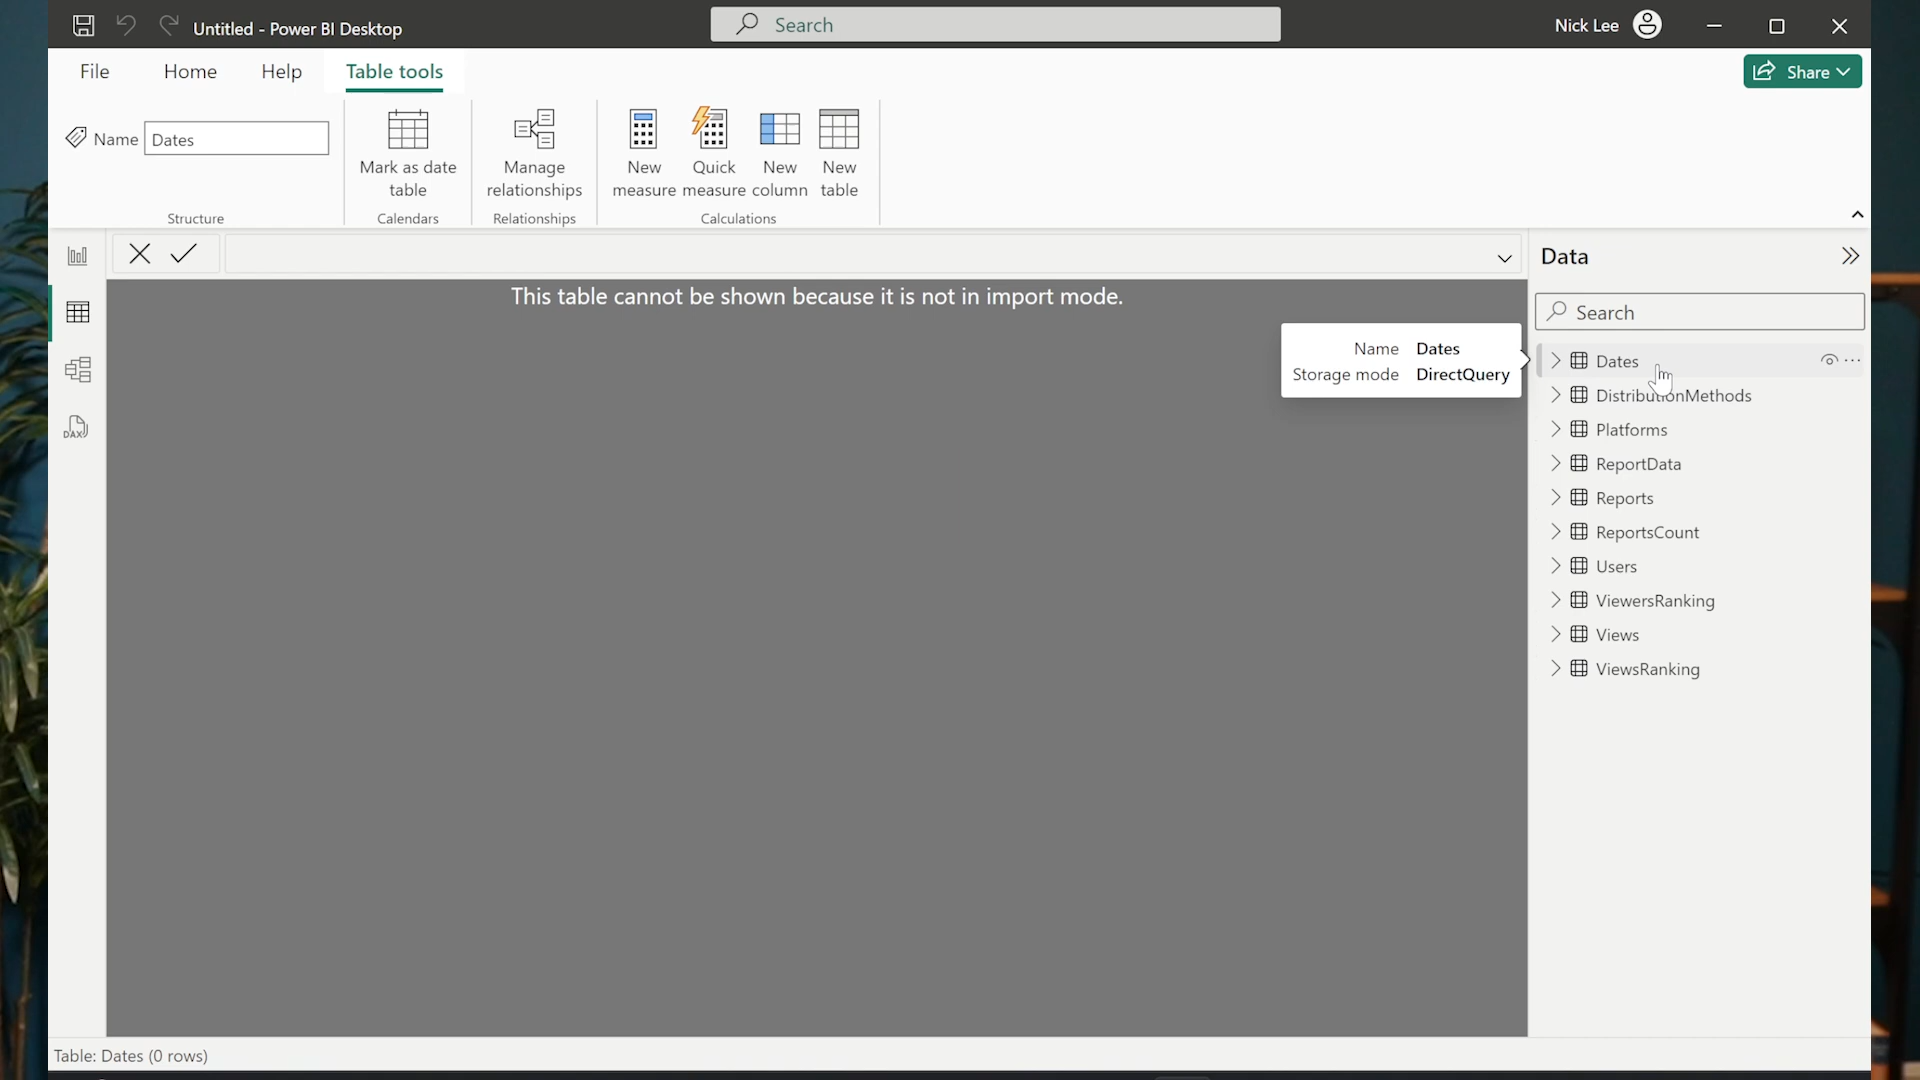 Untitled - Power BI Desktop
Search
Nick Lee
File
Home
Help
Table tools
Share
Name
Dates
Mark as date
table
Manage
relationships
New
measure
Quick
measure
New
column
New
table
Structure
Calendars
Relationships
Calculations
Data
This table cannot be shown because it is not in import mode.
Search
Name Dates
Storage mode DirectQuery
Dates
DistributionMethods
Platforms
DAX
ReportData
Reports
ReportsCount
Users
ViewersRanking
Views
ViewsRanking
Table: Dates (0 rows)